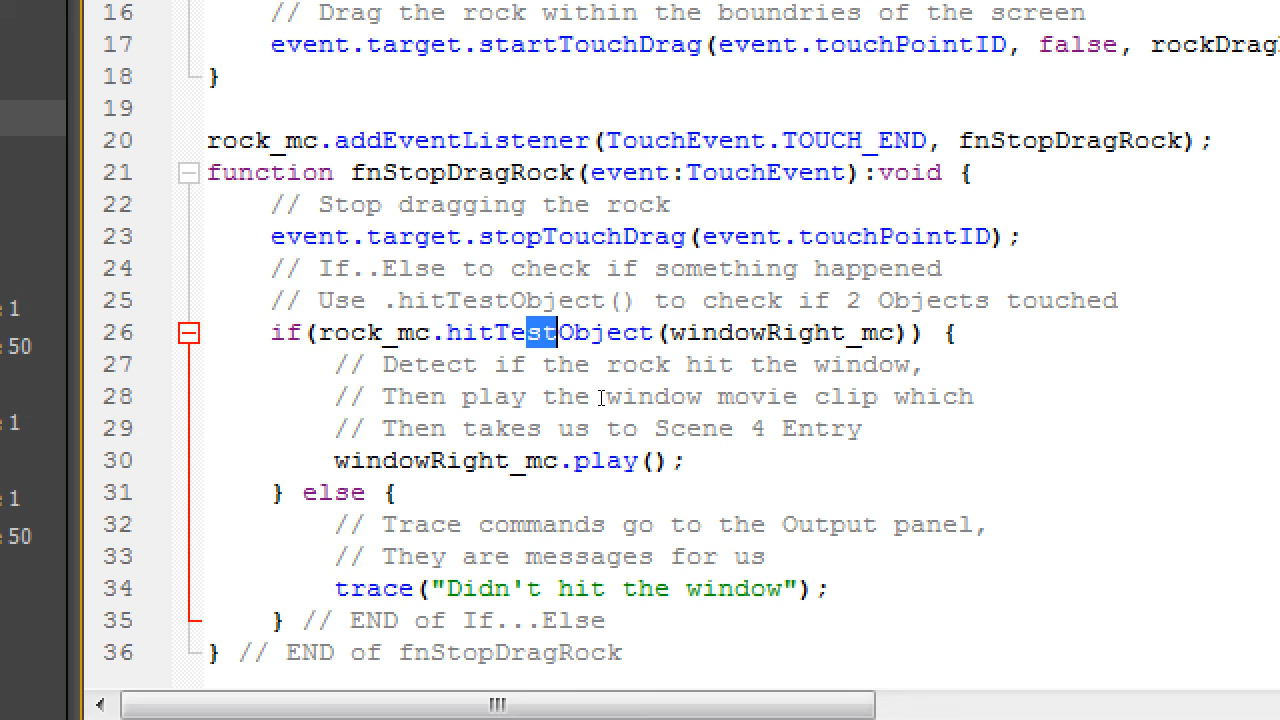 16 // Drag the rock within the boundries of the screen
17 event.target.startTouchDrag(event.touchPointID, false, rockDrag
18 }
19
20 rock_mc.addEventListener(TouchEvent.TOUCH_END, fnStopDragRock);
21 function fnStopDragRock(event:TouchEvent):void {
22 // Stop dragging the rock
23 event.target.stopTouchDrag(event.touchPointID);
24 // If..Else to check if something happened
: 1 25 // Use .hitTestObject() to check if 2 Objects touched
: 50 26 if(rock_mc.hitTestObject(windowRight_mc)) {
27 // Detect if the rock hit the window,
28 // Then play the window movie clip which
: 1 29 // Then takes us to Scene 4 Entry
30 windowRight_mc.play();
: 1 31 } else {
: 50 32 // Trace commands go to the Output panel,
33 // They are messages for us
34 trace("Didn't hit the window");
35 } // END of If...Else
36 } // END of fnStopDragRock